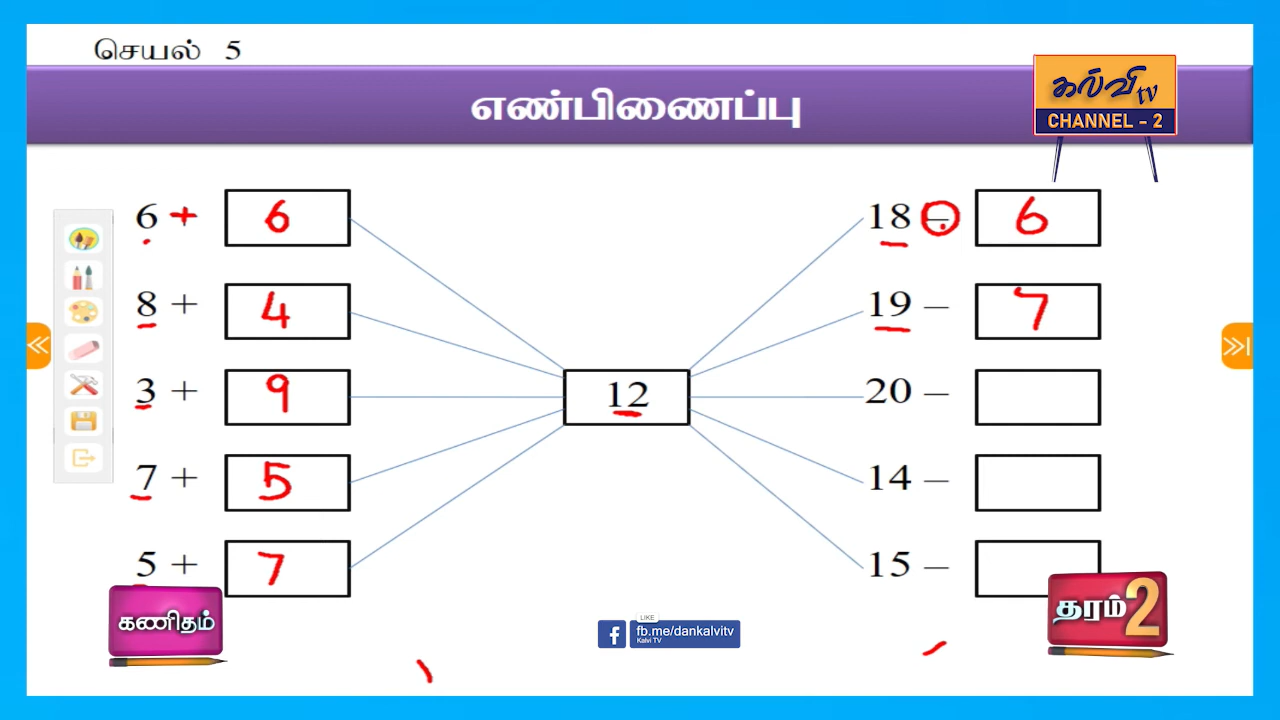 செயல் 5
எண்பிணைப்பு
கல்வி tv
CHANNEL - 2
6 + 6
8 + 4
3 + 9
7 + 5
5 + 7
12
18 – 6
19 – 7
20 –
14 –
15 –
கணிதம்
LIKE
fb.me/dankalvitv
Kalvi TV
தரம் 2